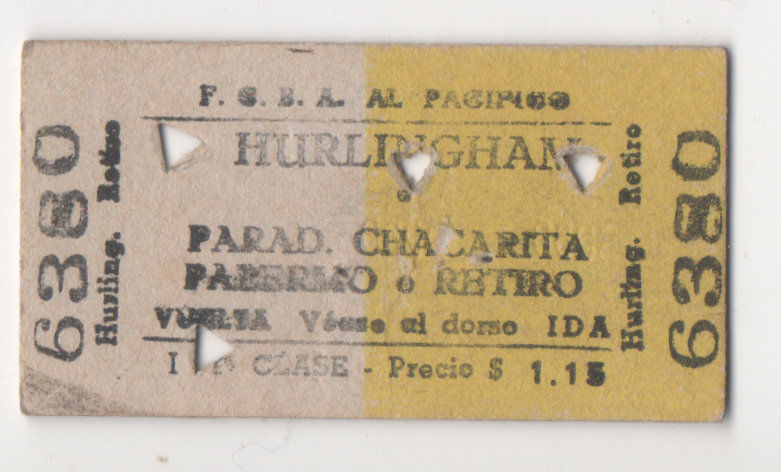 F. C. B. A. AL PACIFICO
HURLINGHAM
o
PARAD. CHACARITA
PALERMO o RETIRO
VUELTA Véase al dorso IDA
CLASE - Precio $ 1.15
6380
Hurling. Retiro
Hurling. Retiro
6380